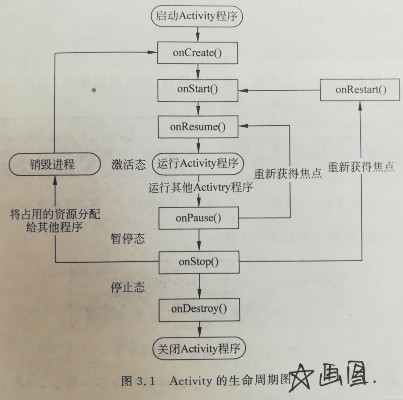 启动Activity程序
onCreate()
onStart()
onRestart()
onResume()
销毁进程
激活态
运行Activity程序
重新获得焦点
重新获得焦点
运行其他Activtry程序
将占用的资源分配
给其他程序
onPause()
暂停态
onStop()
停止态
onDestroy()
关闭Activity程序
图 3.1 Activity 的生命周期图
☆画图.